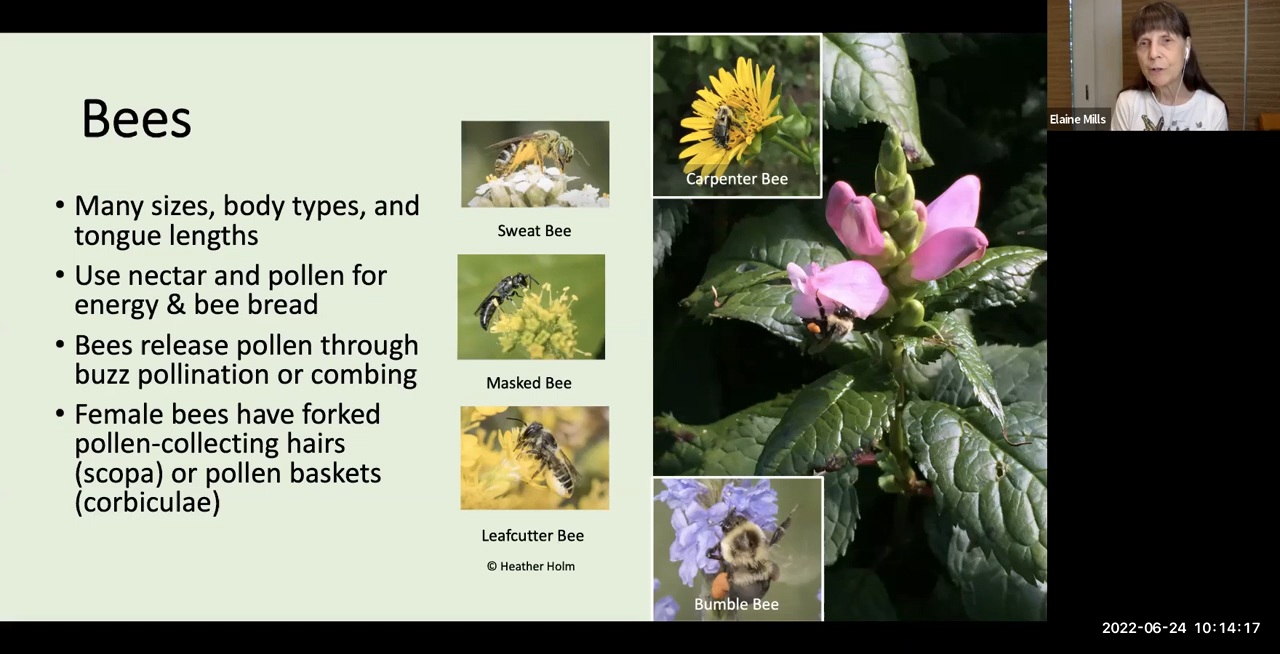 Bees
• Many sizes, body types, and
tongue lengths
• Use nectar and pollen for
energy & bee bread
• Bees release pollen through
buzz pollination or combing
• Female bees have forked
pollen-collecting hairs
(scopa) or pollen baskets
(corbiculae)
Sweat Bee
Masked Bee
Leafcutter Bee
© Heather Holm
Carpenter Bee
Bumble Bee
Elaine Mills
2022-06-24 10:14:17